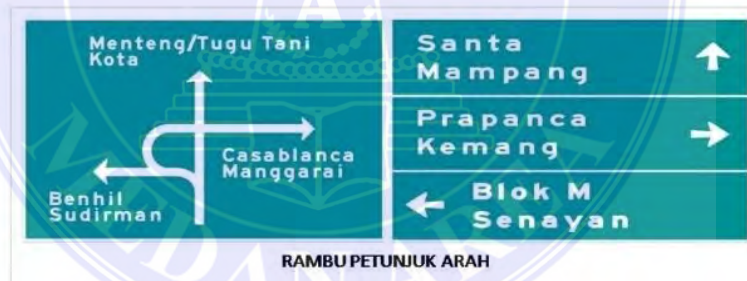 Menteng/Tugu Tani
Kota
Casablanca
Manggarai
Benhil
Sudirman
Santa
Mampang
Prapanca
Kemang
Blok M
Senayan
RAMBU PETUNJUK ARAH